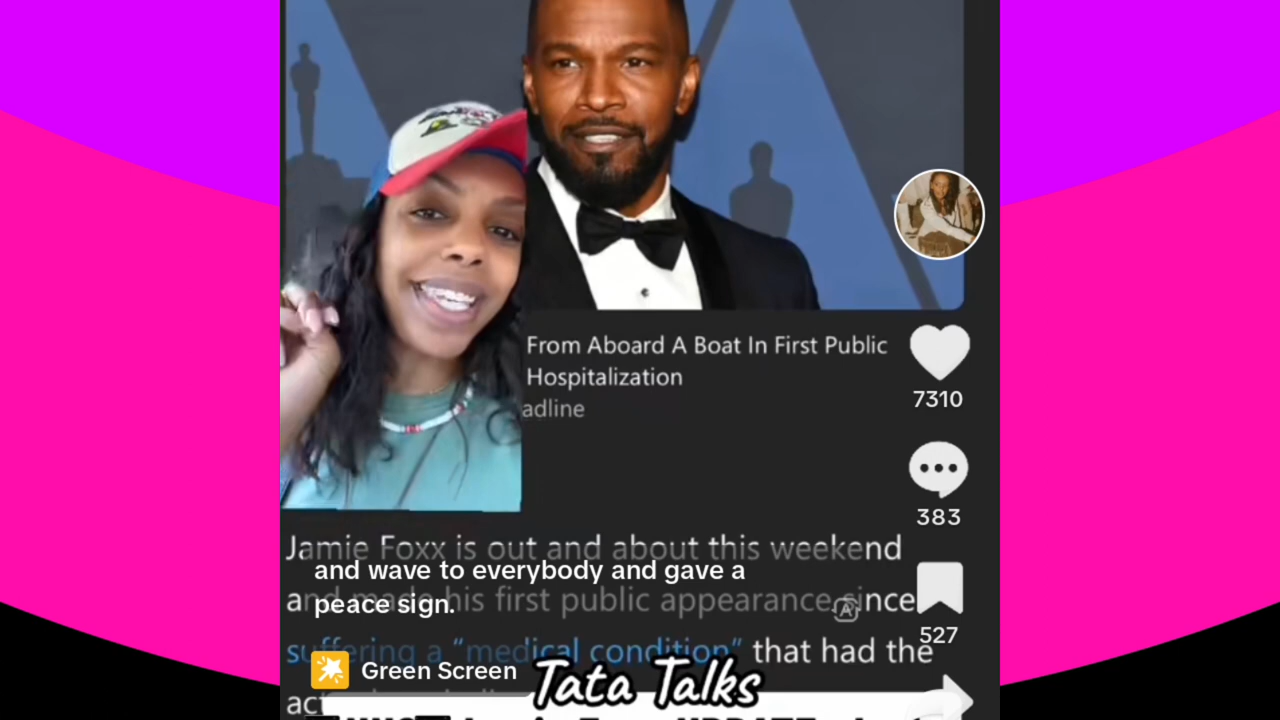 From Aboard A Boat In First Public
Hospitalization
adline
7310
383
Jamie Foxx is out and about this weekend
and wave to everybody and gave a
and made his first public appearance since
peace sign.
527
suffering a "medical condition" that had the
Green Screen
Tata Talks